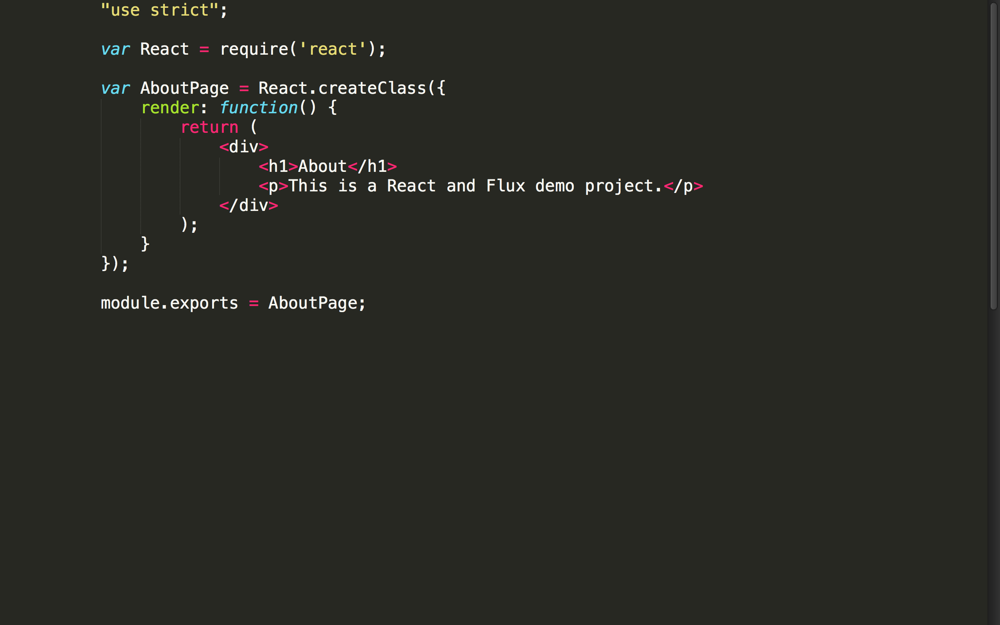 "use strict";

var React = require('react');

var AboutPage = React.createClass({
    render: function() {
        return (
            <div>
                <h1>About</h1>
                <p>This is a React and Flux demo project.</p>
            </div>
        );
    }
});

module.exports = AboutPage;